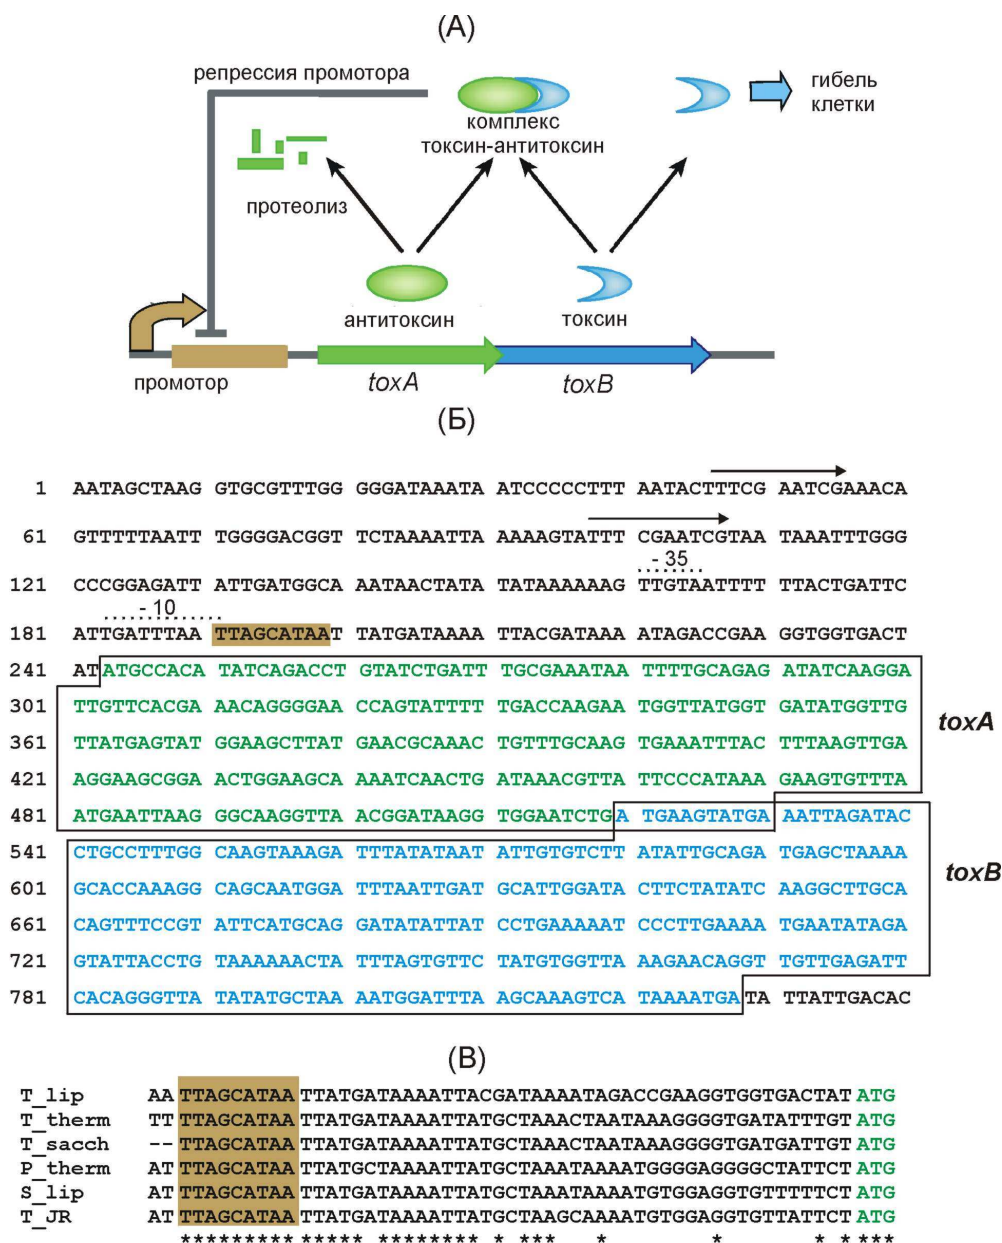 (А)
репрессия промотора
гибель
клетки
комплекс
токсин-антитоксин
протеолиз
антитоксин
токсин
промотор
toxA
toxB
(Б)
1 AATAGCTAAG GTGCGTTTGG GGGATAAATA ATCCCCCTTT AATACTTTCG AATCGAAACA
61 GTTTTTAATT TGGGGACGGT TCTAAAATTA AAAAGTATTT CGAATCGTAA TAAATTTGGG
- 35
121 CCCGGAGATT ATTGATGGCA AATAACTATA TATAAAAAAG TTGTAATTTT TTACTGATTC
- 10
181 ATTGATTTAA TTAGCATAAT TATGATAAAA TTACGATAAA ATAGACCGAA GGTGGTGACT
241 ATATGCCACA TATCAGACCT GTATCTGATT TGCGAAATAA TTTTGCAGAG ATATCAAGGA
301 TTGTTCACGA AACAGGGGAA CCAGTATTTT TGACCAAGAA TGGTTATGGT GATATGGTTG
toxA
361 TTATGAGTAT GGAAGCTTAT GAACGCAAAC TGTTTGCAAG TGAAATTTAC TTTAAGTTGA
421 AGGAAGCGGA ACTGGAAGCA AAATCAACTG ATAAACGTTA TTCCCATAAA GAAGTGTTTA
481 ATGAATTAAG GGCAAGGTTA ACGGATAAGG TGGAATCTGA TGAAGTATGA AATTAGATAC
541 CTGCCTTTGG CAAGTAAAGA TTTATATAAT ATTGTGTCTT ATATTGCAGA TGAGCTAAAA
toxB
601 GCACCAAAGG CAGCAATGGA TTTAATTGAT GCATTGGATA CTTCTATATC AAGGCTTGCA
661 CAGTTTCCGT ATTCATGCAG GATATATTAT CCTGAAAAAT CCCTTGAAAA TGAATATAGA
721 GTATTACCTG TAAAAAACTA TTTAGTGTTC TATGTGGTTA AAGAACAGGT TGTTGAGATT
781 CACAGGGTTA TATATGCTAA AATGGATTTA AGCAAAGTCA TAAAATGATA TTATTGACAC
(В)
T_lip AA TTAGCATAA TTATGATAAAATTACGATAAAATAGACCGAAGGTGGTGACTAT ATG
T_therm TT TTAGCATAA TTATGATAAAATTATGCTAAACTAATAAAGGGGTGATATTTGT ATG
T_sacch -- TTAGCATAA TTATGATAAAATTATGCTAAACTAATAAAGGGGTGATATTGT ATG
P_therm AT TTAGCATAA TTATGCTAAAATTATGCTAAATAAAATGGGGAGGGGCTATTCT ATG
S_lip AT TTAGCATAA TTATGATAAAATTATGCTAAATAAAATGTGGAGGTGTTTTTCT ATG
T_JR AT TTAGCATAA TTATGATAAAATTATGCTAAGCAAAATGTGGAGGTGTTATTCT ATG
********* ***** ******** * *** * * * * ***